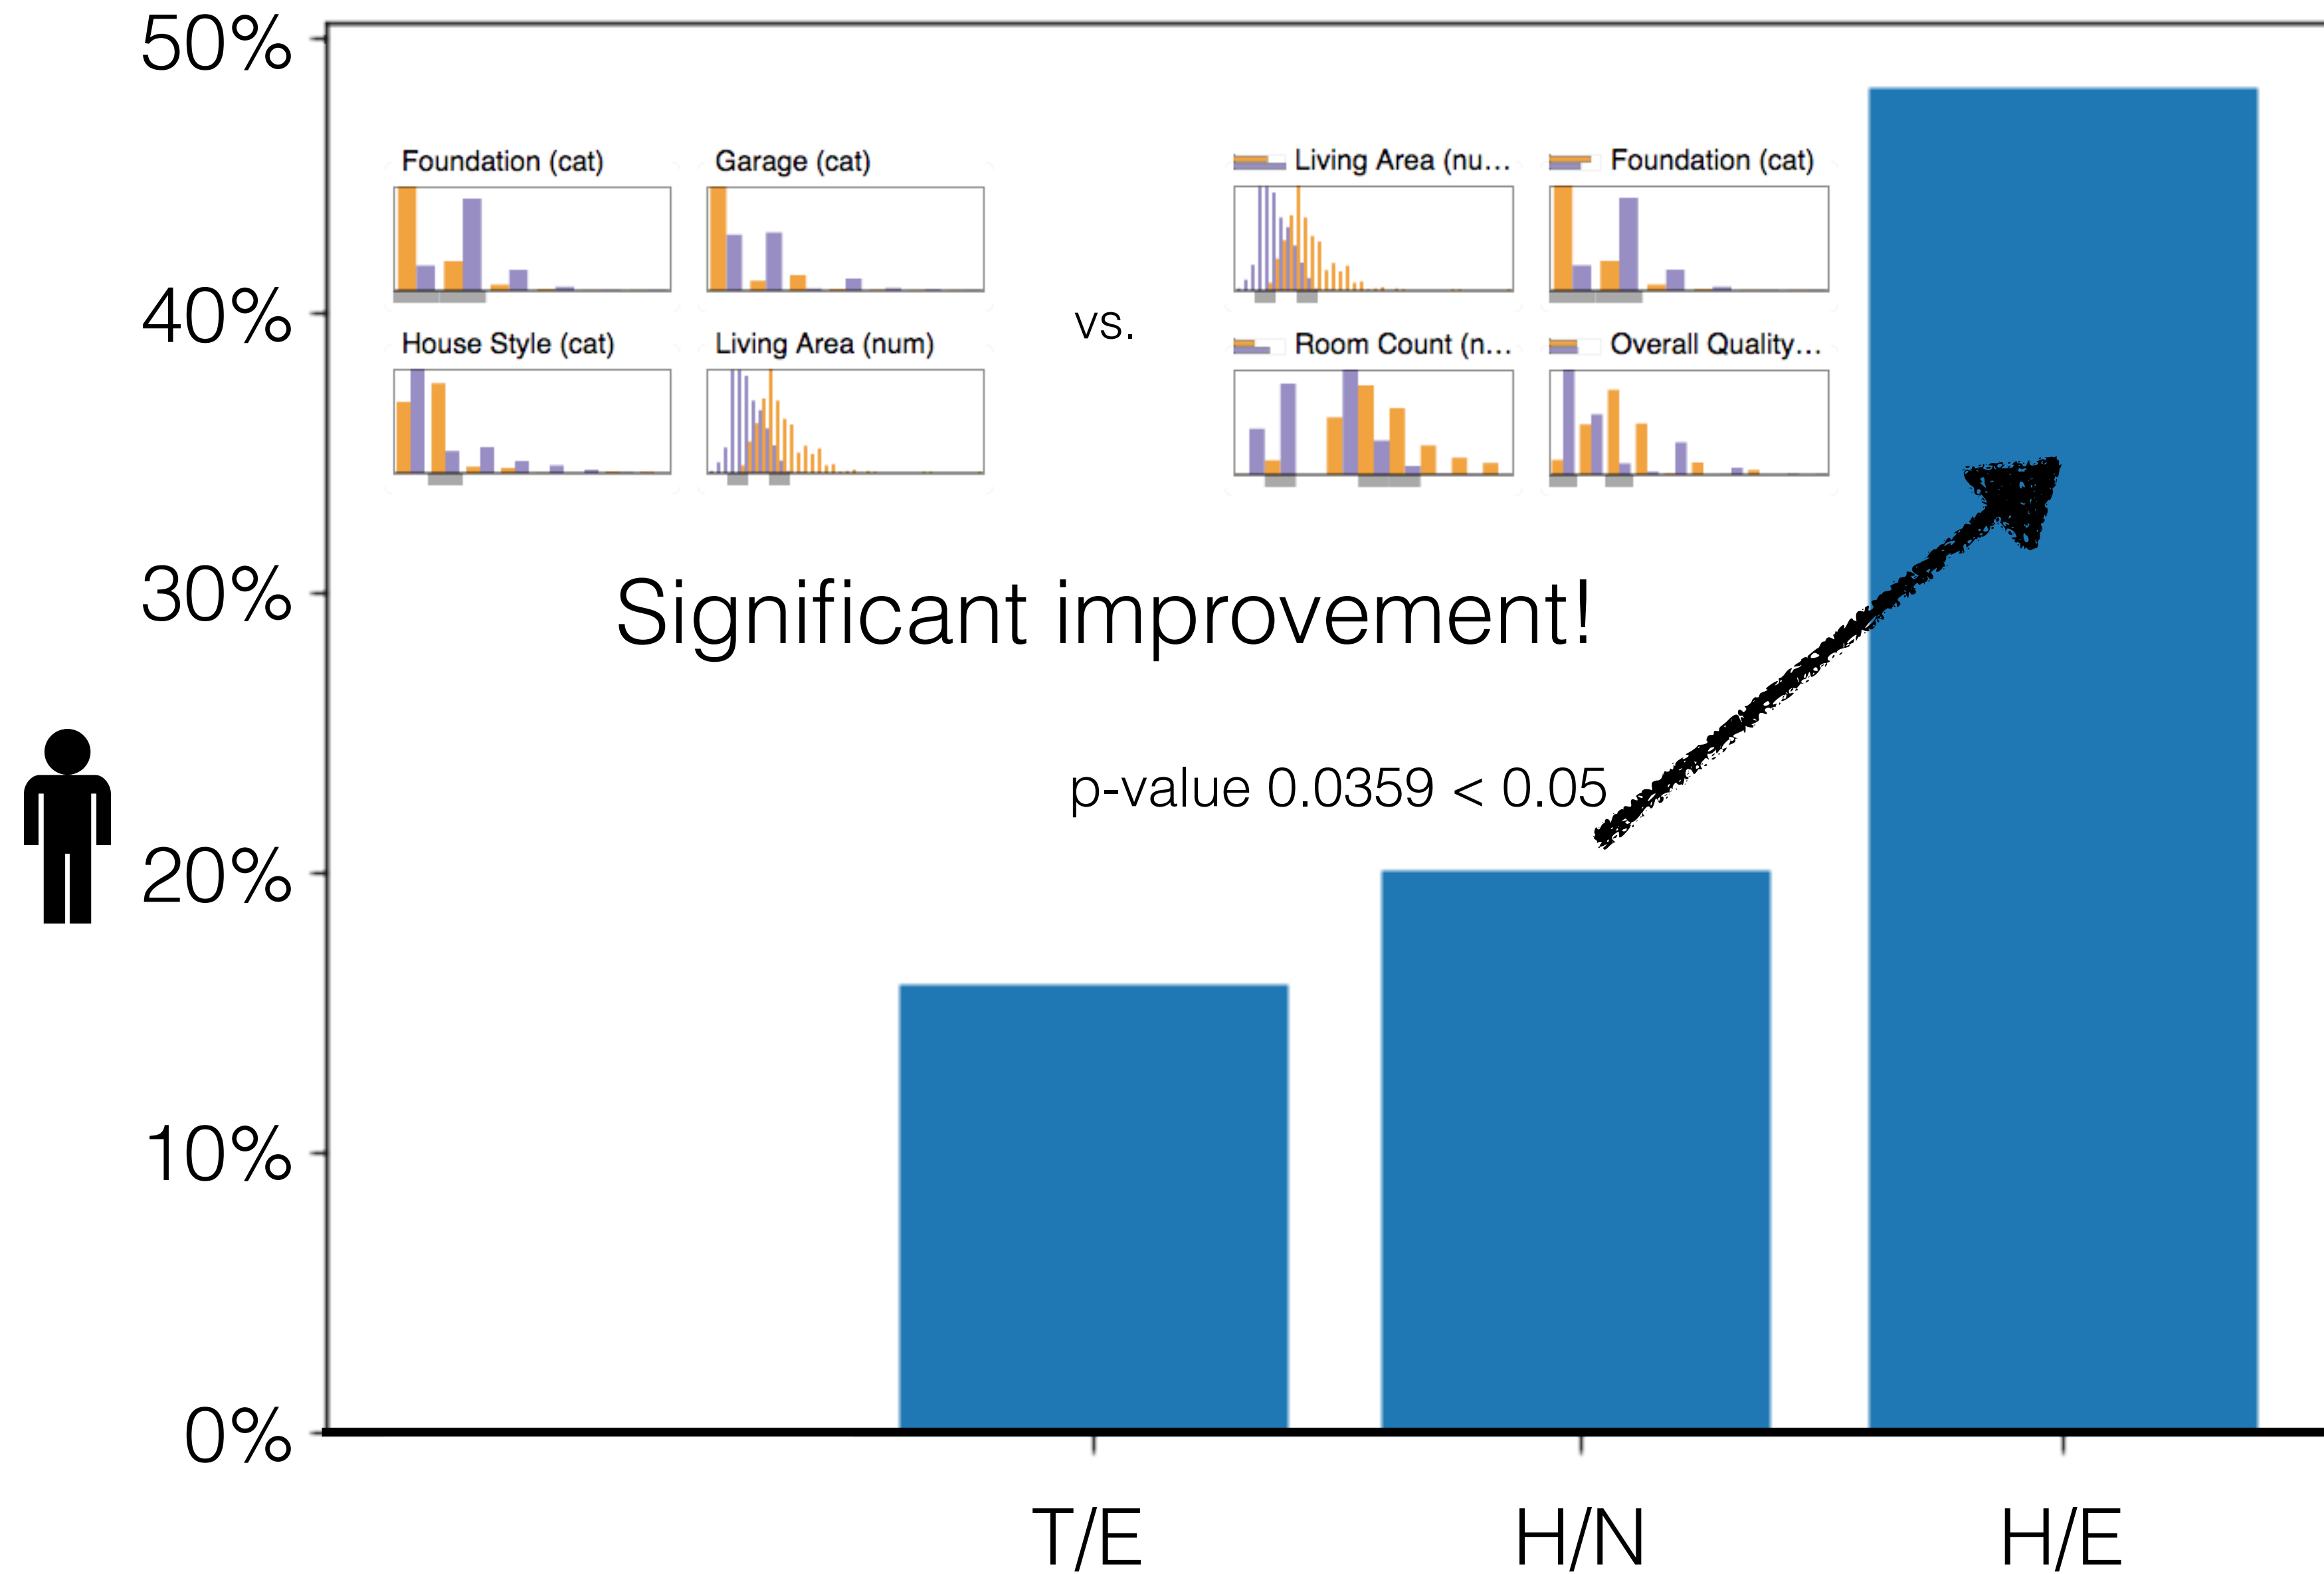 50%
Foundation (cat)
Garage (cat)
Living Area (nu...
Foundation (cat)
40%
vs.
House Style (cat)
Living Area (num)
Room Count (n...
Overall Quality...
30%
Significant improvement!
p-value 0.0359 < 0.05
20%
10%
0%
T/E
H/N
H/E